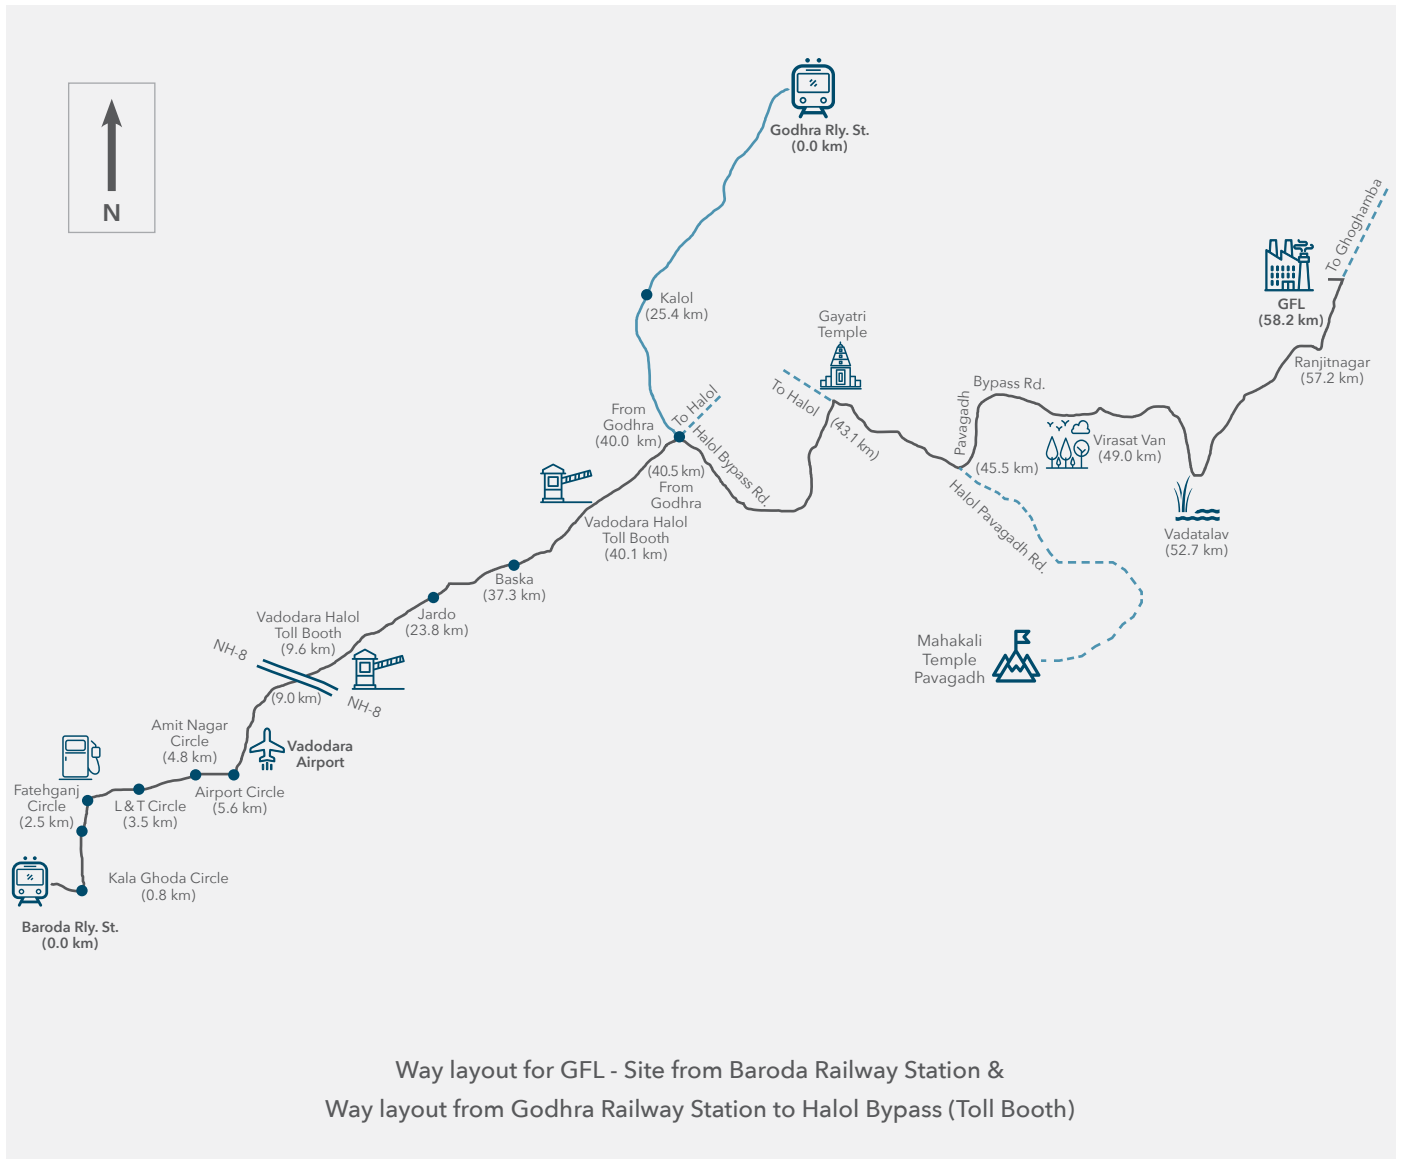 N
Godhra Rly. St.
(0.0 km)
To Ghoghamba
GFL
(58.2 km)
Ranjitnagar
(57.2 km)
Kalol
(25.4 km)
Gayatri
Temple
To Halol
(43.1 km)
Pavagadh
Bypass Rd.
Virasat Van
(49.0 km)
(45.5 km)
Halol Pavagadh Rd.
Vadatalav
(52.7 km)
Mahakali
Temple
Pavagadh
From
Godhra
(40.0 km)
To Halol
Halol Bypass Rd.
(40.5 km)
From
Godhra
Vadodara Halol
Toll Booth
(40.1 km)
Baska
(37.3 km)
Jardo
(23.8 km)
Vadodara Halol
Toll Booth
(9.6 km)
NH-8
(9.0 km)
NH-8
Amit Nagar
Circle
(4.8 km)
Vadodara
Airport
Airport Circle
(5.6 km)
Fatehganj
Circle
(2.5 km)
L & T Circle
(3.5 km)
Kala Ghoda Circle
(0.8 km)
Baroda Rly. St.
(0.0 km)
Way layout for GFL - Site from Baroda Railway Station &
Way layout from Godhra Railway Station to Halol Bypass (Toll Booth)